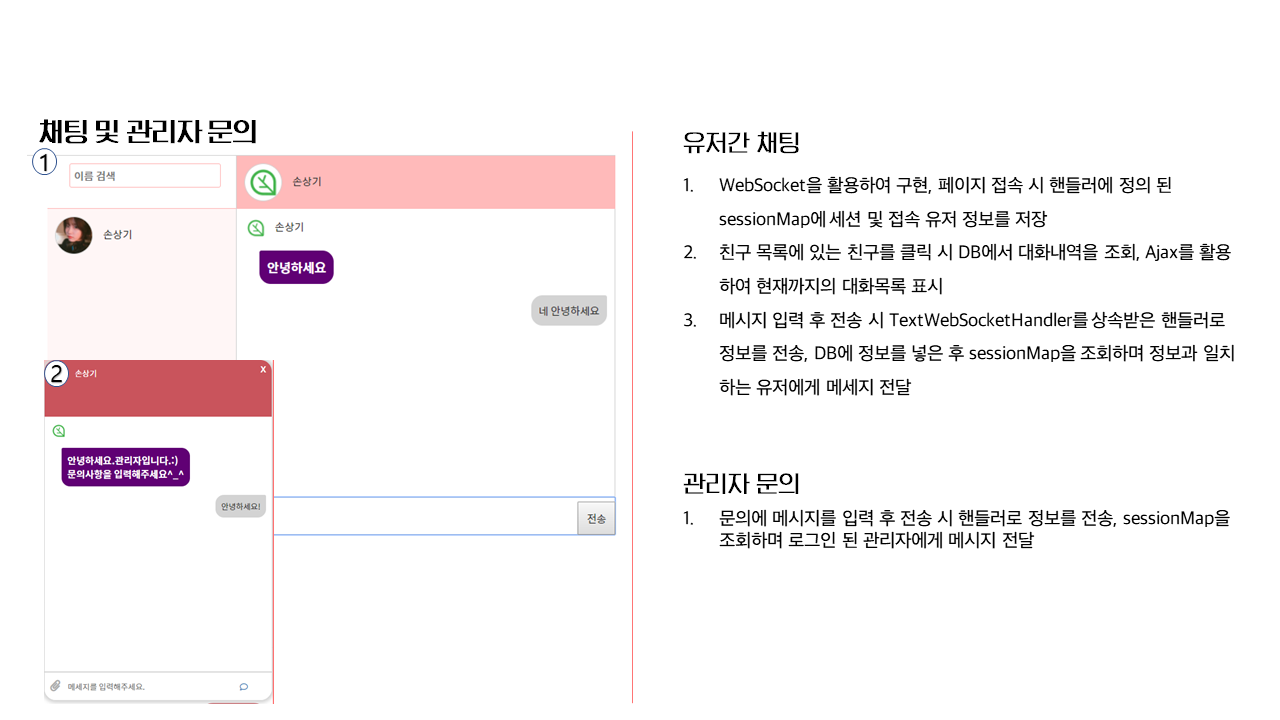 채팅 및 관리자 문의
1
이름 검색
손상기
손상기
손상기
안녕하세요
네 안녕하세요
2
손상기
X
안녕하세요.관리자입니다.:)
문의사항을 입력해주세요^_^
안녕하세요!
전송
메세지를 입력해주세요.
유저간 채팅
1. WebSocket을 활용하여 구현, 페이지 접속 시 핸들러에 정의 된
sessionMap에 세션 및 접속 유저 정보를 저장
2. 친구 목록에 있는 친구를 클릭 시 DB에서 대화내역을 조회, Ajax를 활용
하여 현재까지의 대화목록 표시
3. 메시지 입력 후 전송 시 TextWebSocketHandler를 상속받은 핸들러로
정보를 전송, DB에 정보를 넣은 후 sessionMap을 조회하며 정보과 일치
하는 유저에게 메세지 전달
관리자 문의
1. 문의에 메시지를 입력 후 전송 시 핸들러로 정보를 전송, sessionMap을
조회하며 로그인 된 관리자에게 메시지 전달